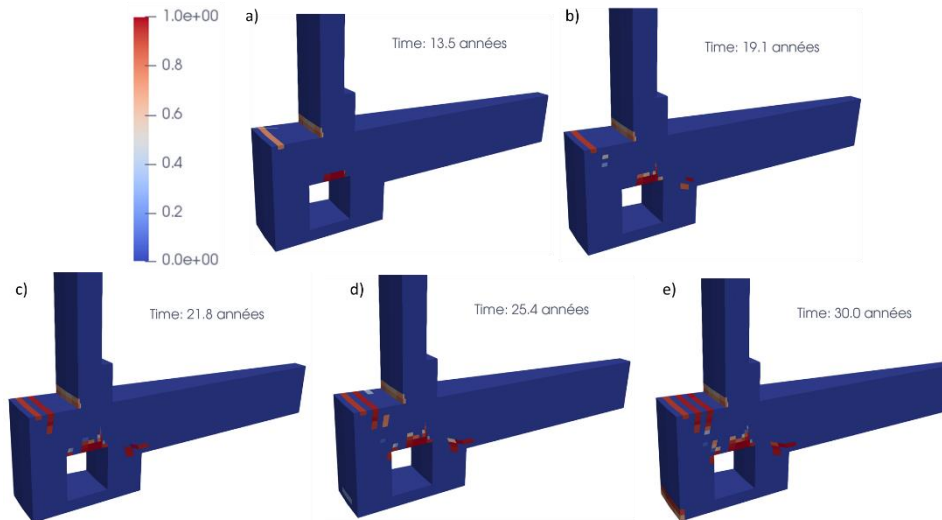 1.0e+00
0.8
0.6
0.4
0.2
0.0e+00
a)
Time: 13.5 années
b)
Time: 19.1 années
c)
Time: 21.8 années
d)
Time: 25.4 années
e)
Time: 30.0 années